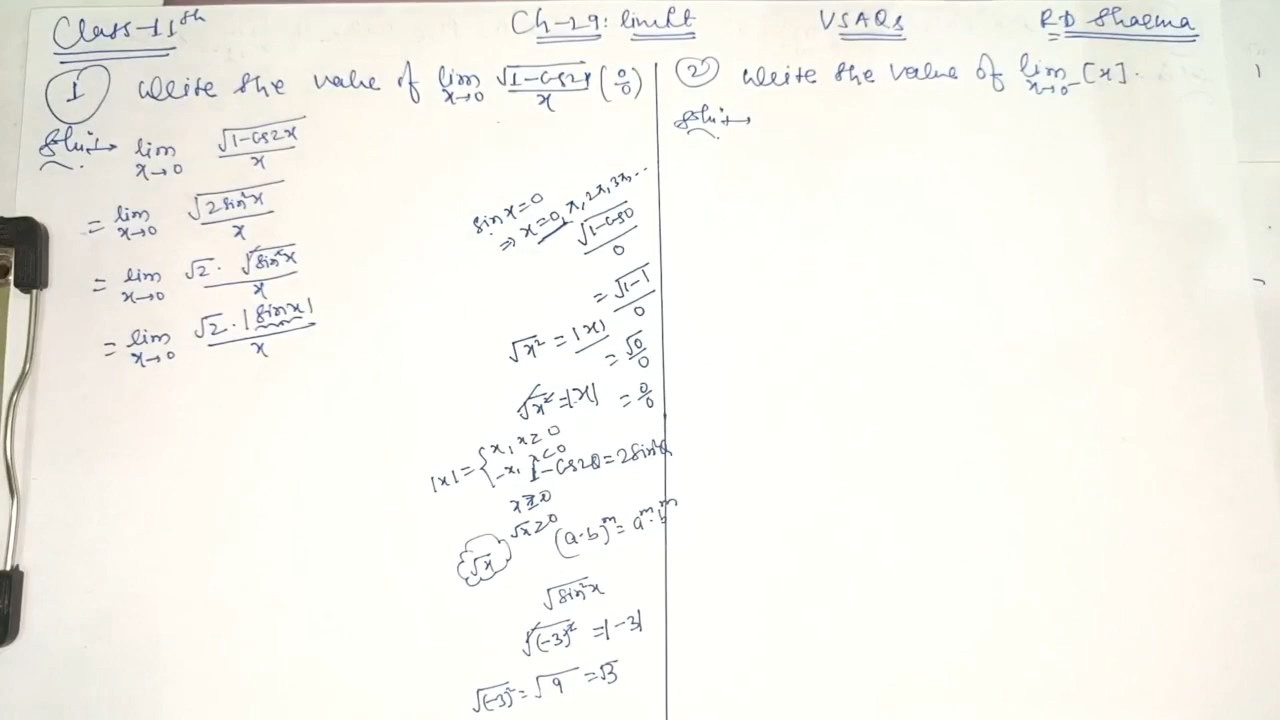 Class-11th Ch-29: limit VSAQs RD Sharma
① Write the value of lim x→0 √(1-cos2x)/x (0/0)
Soln:→ lim x→0 √(1-cos2x)/x
= lim x→0 √(2sin²x)/x
= lim x→0 √2 · √(sin²x)/x
= lim x→0 √2 · |sinx|/x
sinx=0
⇒ x=0, π, 2π, 3π, ...
√(1-cos0)/0
= √(1-1)/0
= √0/0
= 0/0
√x² = |x|
√x² = |x|
|x| = { x, x≥0
-x, x<0
1-cos2θ = 2sin²θ
x≥0
√x≥0
√x
(a·b)^m = a^m·b^m
√sin²x
√(-3)² = |-3|
√(-3)² = √9 = √3
② Write the value of lim x→0⁻ [x].
Soln:→